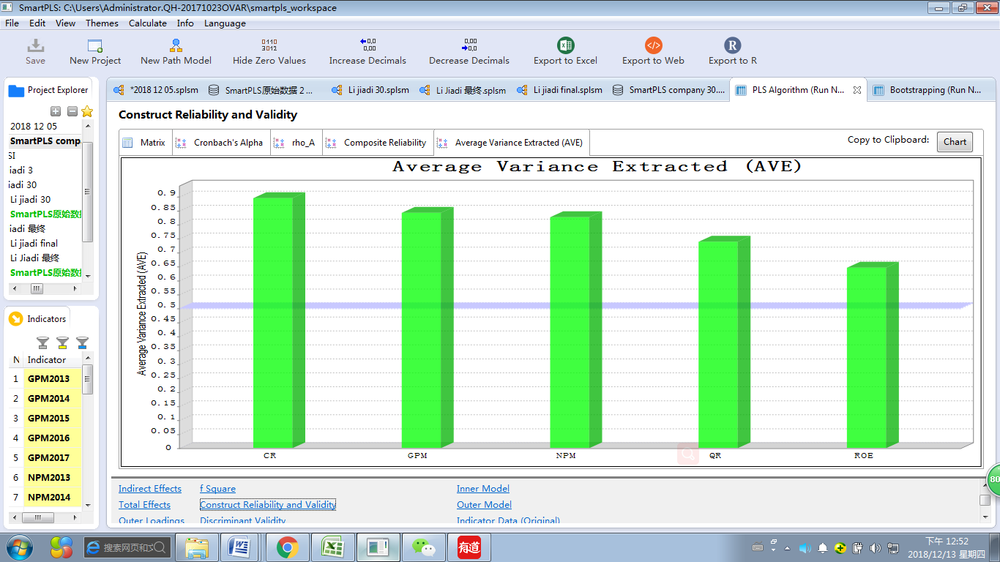 SmartPLS: C:\Users\Administrator.QH-20171023OVAR\smartpls_workspace
File Edit View Themes Calculate Info Language
Save New Project New Path Model Hide Zero Values Increase Decimals Decrease Decimals Export to Excel Export to Web Export to R
Project Explorer
2018 12 05
SmartPLS comp
SI
iadi 3
iadi 30
Li jiadi 30
SmartPLS原始数据
iadi 最终
Li jiadi final
Li Jiadi 最终
SmartPLS原始数据
Indicators
N Indicator
1 GPM2013
2 GPM2014
3 GPM2015
4 GPM2016
5 GPM2017
6 NPM2013
7 NPM2014
*2018 12 05.splsm SmartPLS原始数据 2 ... Li jiadi 30.splsm Li Jiadi 最终.splsm Li jiadi final.splsm SmartPLS company 30.... PLS Algorithm (Run N... Bootstrapping (Run N...
Construct Reliability and Validity
Matrix Cronbach's Alpha rho_A Composite Reliability Average Variance Extracted (AVE) Copy to Clipboard: Chart
Average Variance Extracted (AVE)
Average Variance Extracted (AVE)
0.9
0.85
0.8
0.75
0.7
0.65
0.6
0.55
0.5
0.45
0.4
0.35
0.3
0.25
0.2
0.15
0.1
0.05
0
CR GPM NPM QR ROE
Indirect Effects f Square Inner Model
Total Effects Construct Reliability and Validity Outer Model
Outer Loadings Discriminant Validity Indicator Data (Original)
80
搜索网页和文
有道
下午 12:52
2018/12/13 星期四